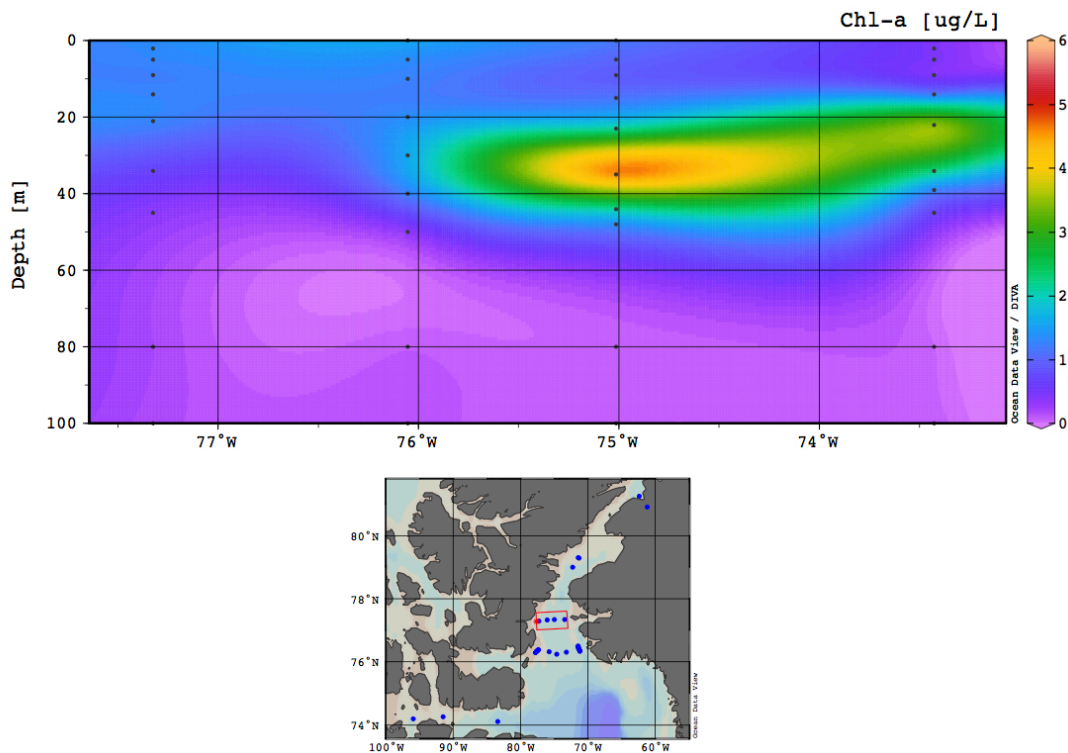 Chl-a [ug/L]
0
20
40
60
80
100
Depth [m]
77°W
76°W
75°W
74°W
6
5
4
3
2
1
0
Ocean Data View / DIVA
80°N
78°N
76°N
74°N
100°W
90°W
80°W
70°W
60°W
Ocean Data View